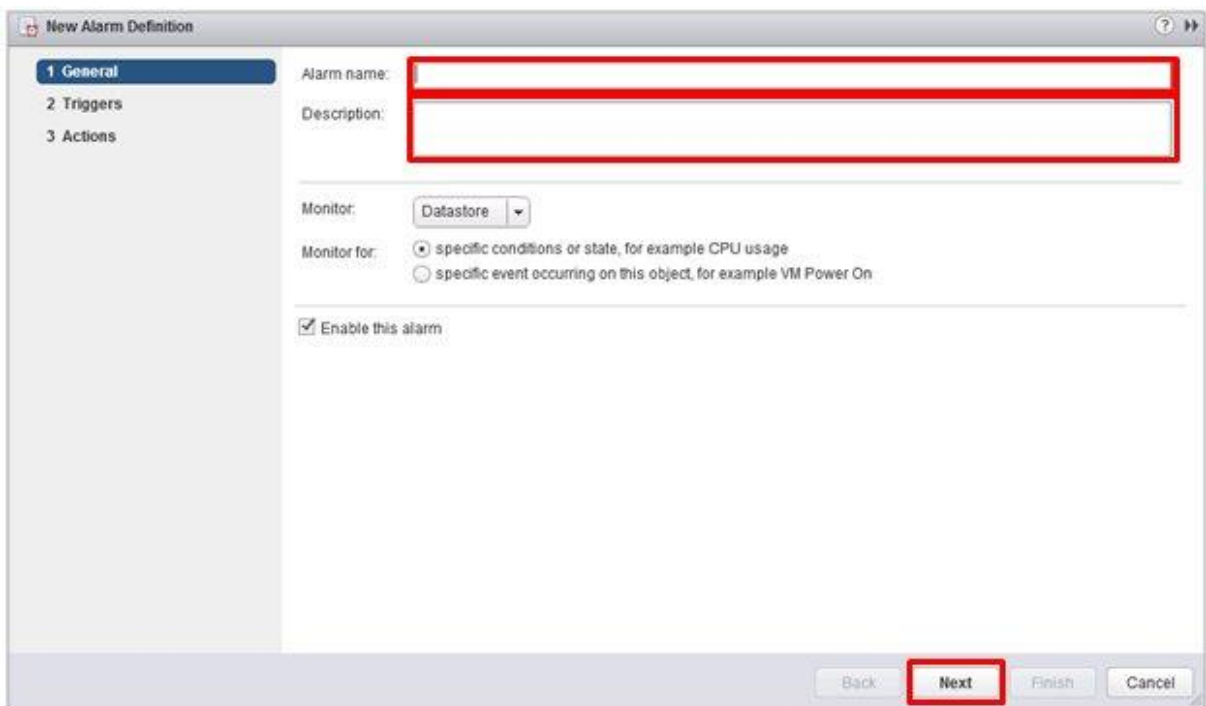 New Alarm Definition
?
1 General
2 Triggers
3 Actions
Alarm name:
Description:
Monitor:
Datastore
Monitor for:
specific conditions or state, for example CPU usage
specific event occurring on this object, for example VM Power On
Enable this alarm
Back Next Finish Cancel